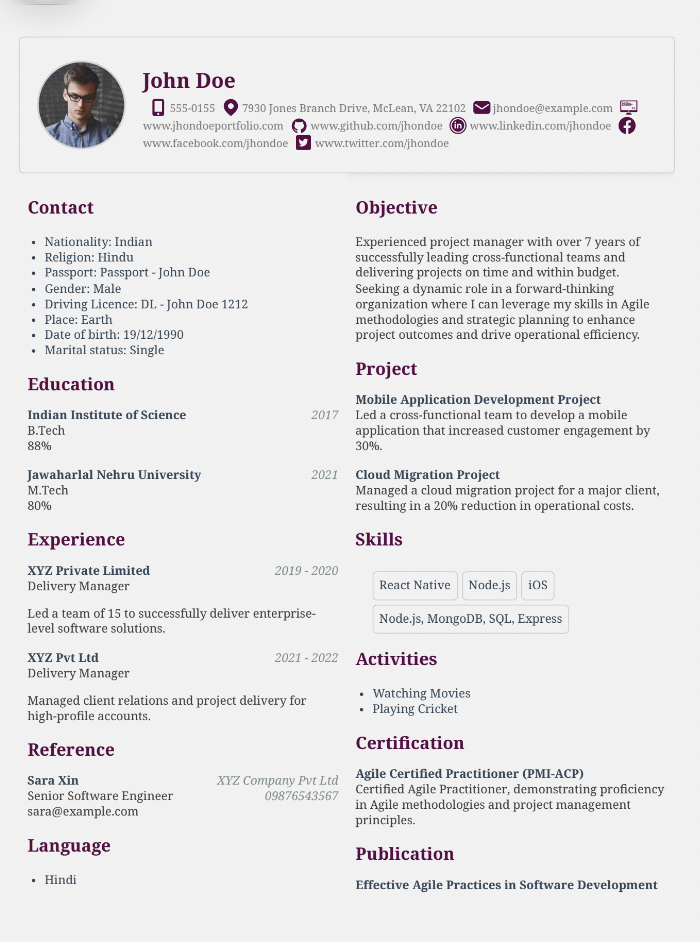 John Doe
555-0155 7930 Jones Branch Drive, McLean, VA 22102 jhondoe@example.com
www.jhondoeportfolio.com www.github.com/jhondoe www.linkedin.com/jhondoe
www.facebook.com/jhondoe www.twitter.com/jhondoe
Contact
• Nationality: Indian
• Religion: Hindu
• Passport: Passport - John Doe
• Gender: Male
• Driving Licence: DL - John Doe 1212
• Place: Earth
• Date of birth: 19/12/1990
• Marital status: Single
Education
Indian Institute of Science 2017
B.Tech
88%
Jawaharlal Nehru University 2021
M.Tech
80%
Experience
XYZ Private Limited 2019 - 2020
Delivery Manager
Led a team of 15 to successfully deliver enterprise-
level software solutions.
XYZ Pvt Ltd 2021 - 2022
Delivery Manager
Managed client relations and project delivery for
high-profile accounts.
Reference
Sara Xin XYZ Company Pvt Ltd
Senior Software Engineer 09876543567
sara@example.com
Language
• Hindi
Objective
Experienced project manager with over 7 years of
successfully leading cross-functional teams and
delivering projects on time and within budget.
Seeking a dynamic role in a forward-thinking
organization where I can leverage my skills in Agile
methodologies and strategic planning to enhance
project outcomes and drive operational efficiency.
Project
Mobile Application Development Project
Led a cross-functional team to develop a mobile
application that increased customer engagement by
30%.
Cloud Migration Project
Managed a cloud migration project for a major client,
resulting in a 20% reduction in operational costs.
Skills
React Native Node.js iOS
Node.js, MongoDB, SQL, Express
Activities
• Watching Movies
• Playing Cricket
Certification
Agile Certified Practitioner (PMI-ACP)
Certified Agile Practitioner, demonstrating proficiency
in Agile methodologies and project management
principles.
Publication
Effective Agile Practices in Software Development